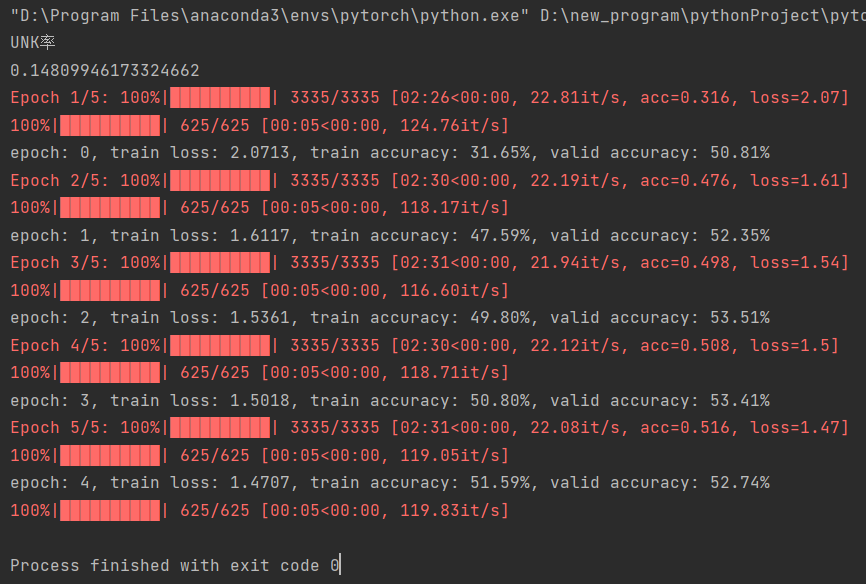 "D:\Program Files\anaconda3\envs\pytorch\python.exe" D:\new_program\pythonProject\pyto
UNK率
0.14809946173324662
Epoch 1/5: 100%|██████████| 3335/3335 [02:26<00:00, 22.81it/s, acc=0.316, loss=2.07]
100%|██████████| 625/625 [00:05<00:00, 124.76it/s]
epoch: 0, train loss: 2.0713, train accuracy: 31.65%, valid accuracy: 50.81%
Epoch 2/5: 100%|██████████| 3335/3335 [02:30<00:00, 22.19it/s, acc=0.476, loss=1.61]
100%|██████████| 625/625 [00:05<00:00, 118.17it/s]
epoch: 1, train loss: 1.6117, train accuracy: 47.59%, valid accuracy: 52.35%
Epoch 3/5: 100%|██████████| 3335/3335 [02:31<00:00, 21.94it/s, acc=0.498, loss=1.54]
100%|██████████| 625/625 [00:05<00:00, 116.60it/s]
epoch: 2, train loss: 1.5361, train accuracy: 49.80%, valid accuracy: 53.51%
Epoch 4/5: 100%|██████████| 3335/3335 [02:30<00:00, 22.12it/s, acc=0.508, loss=1.5]
100%|██████████| 625/625 [00:05<00:00, 118.71it/s]
epoch: 3, train loss: 1.5018, train accuracy: 50.80%, valid accuracy: 53.41%
Epoch 5/5: 100%|██████████| 3335/3335 [02:31<00:00, 22.08it/s, acc=0.516, loss=1.47]
100%|██████████| 625/625 [00:05<00:00, 119.05it/s]
epoch: 4, train loss: 1.4707, train accuracy: 51.59%, valid accuracy: 52.74%
100%|██████████| 625/625 [00:05<00:00, 119.83it/s]
Process finished with exit code 0